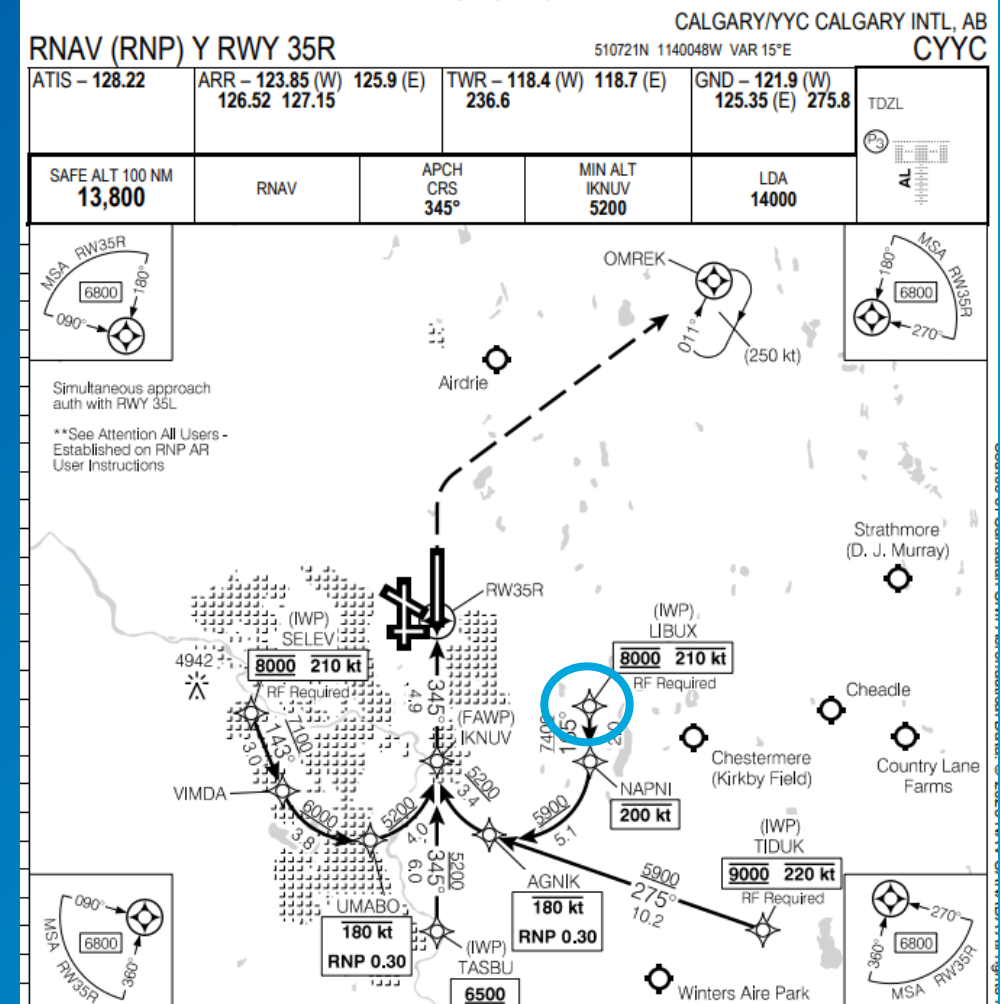 CALGARY/YYC CALGARY INTL, AB
RNAV (RNP) Y RWY 35R
510721N 1140048W VAR 15°E
CYYC
ATIS – 128.22
ARR – 123.85 (W) 125.9 (E)
126.52 127.15
TWR – 118.4 (W) 118.7 (E)
236.6
GND – 121.9 (W)
125.35 (E) 275.8
TDZL
P3
AL
SAFE ALT 100 NM
13,800
RNAV
APCH
CRS
345°
MIN ALT
IKNUV
5200
LDA
14000
MSA RW35R
6800
090°
180°
OMREK
011°
(250 kt)
MSA RW35R
180°
6800
270°
Airdrie
Simultaneous approach
auth with RWY 35L
**See Attention All Users -
Established on RNP AR
User Instructions
Strathmore
(D. J. Murray)
RW35R
(IWP)
SELEV
8000 210 kt
RF Required
4942
(IWP)
LIBUX
8000 210 kt
RF Required
7100
143°
3.0
345°
4.9
(FAWP)
IKNUV
7400
2.0
Cheadle
Chestermere
(Kirkby Field)
Country Lane
Farms
VIMDA
6000
3.8
5200
4.0
5200
3.4
5900
5.1
NAPNI
200 kt
(IWP)
TIDUK
9000 220 kt
RF Required
5200
345°
6.0
UMABO
180 kt
RNP 0.30
AGNIK
180 kt
RNP 0.30
5900
275°
10.2
(IWP)
TASBU
6500
Winters Aire Park
090°
6800
360°
MSA RW35R
270°
6800
360°
MSA RW35R